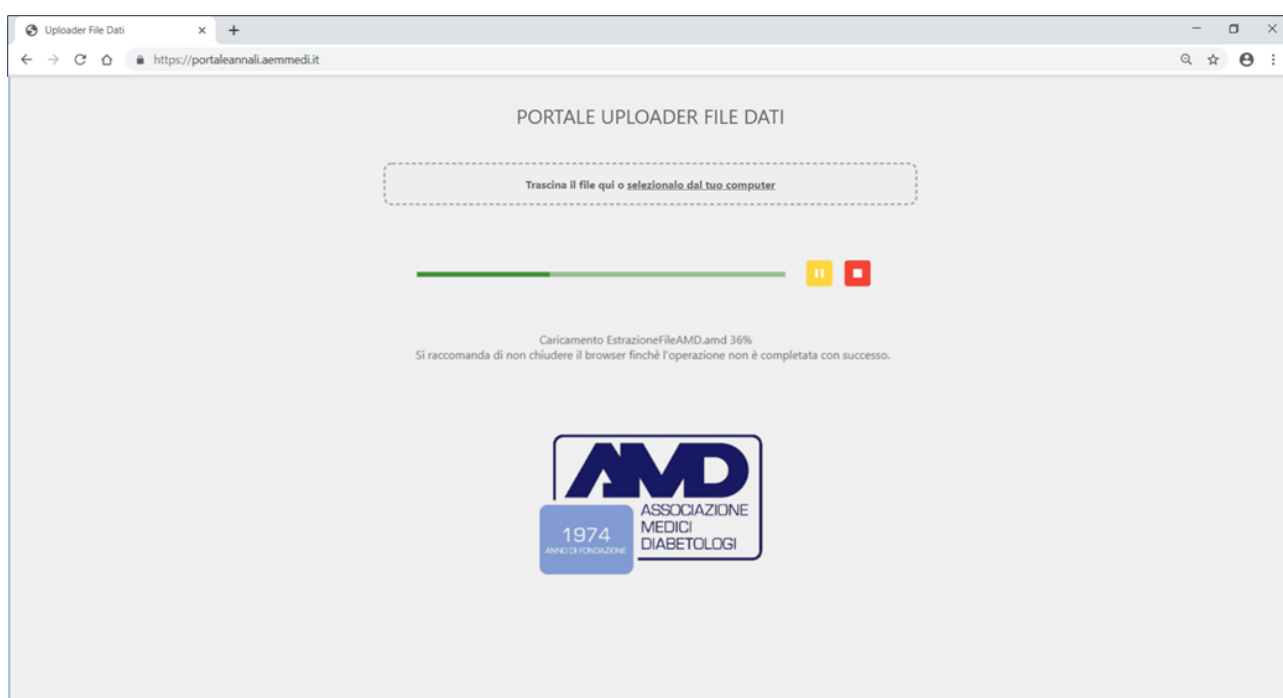 Uploader File Dati
https://portaleannali.aemmedi.it
PORTALE UPLOADER FILE DATI
Trascina il file qui o selezionalo dal tuo computer
Caricamento EstrazioneFileAMD.amd 36%
Si raccomanda di non chiudere il browser finchè l'operazione non è completata con successo.
AMD
ASSOCIAZIONE
MEDICI
DIABETOLOGI
1974
ANNO DI FONDAZIONE